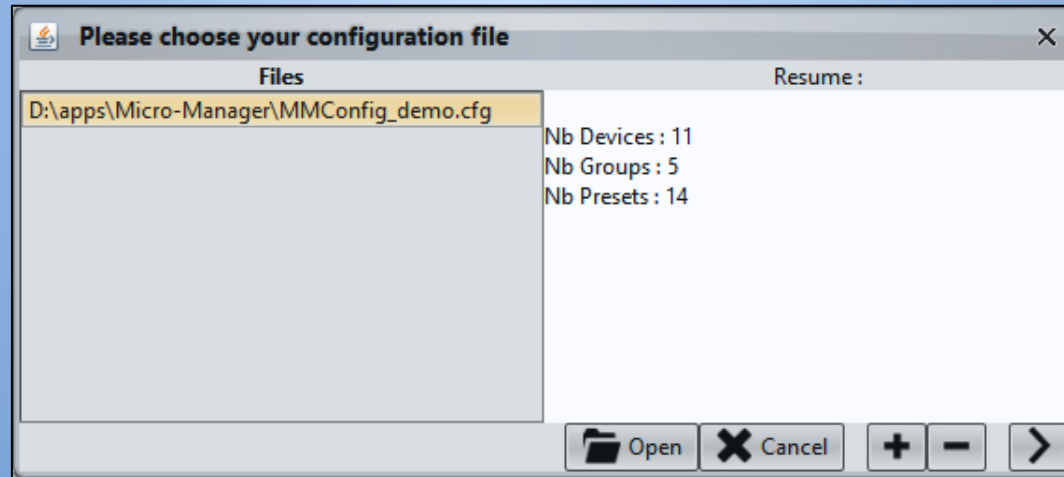 Please choose your configuration file
Files
Resume :
D:\apps\Micro-Manager\MMConfig_demo.cfg
Nb Devices : 11
Nb Groups : 5
Nb Presets : 14
Open
Cancel